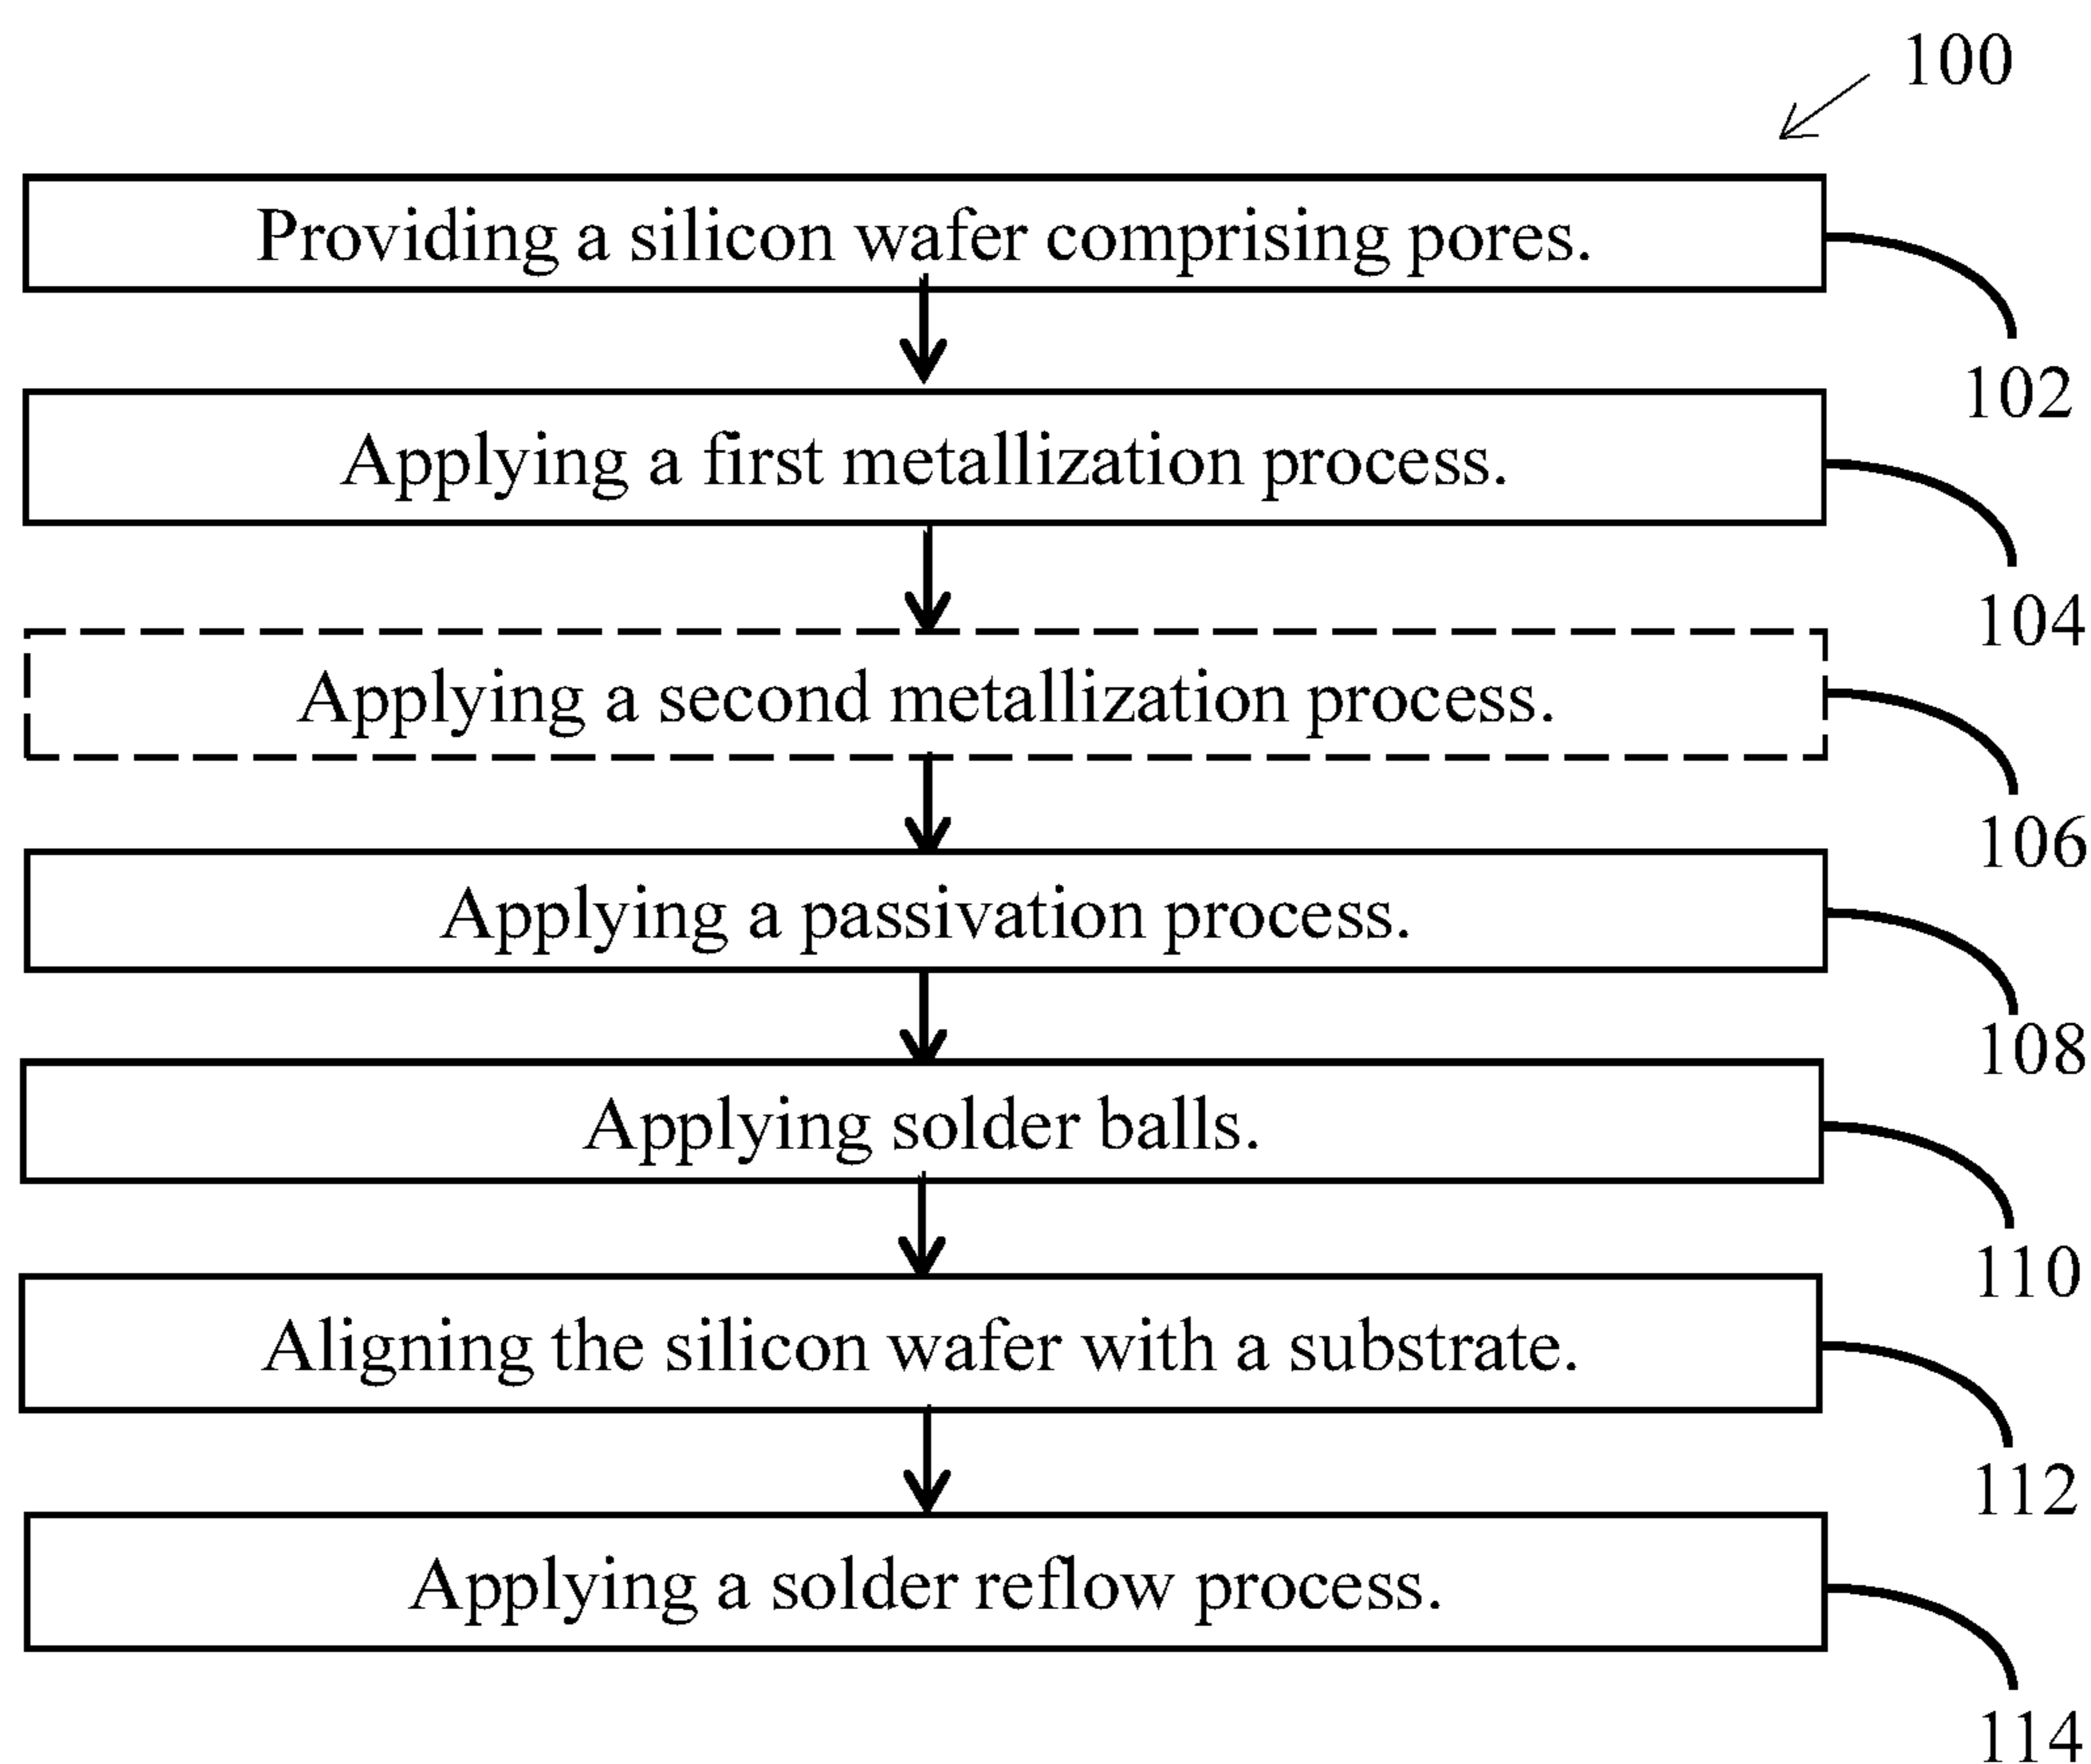 100
Providing a silicon wafer comprising pores.
102
Applying a first metallization process.
104
Applying a second metallization process.
106
Applying a passivation process.
108
Applying solder balls.
110
Aligning the silicon wafer with a substrate.
112
Applying a solder reflow process.
114